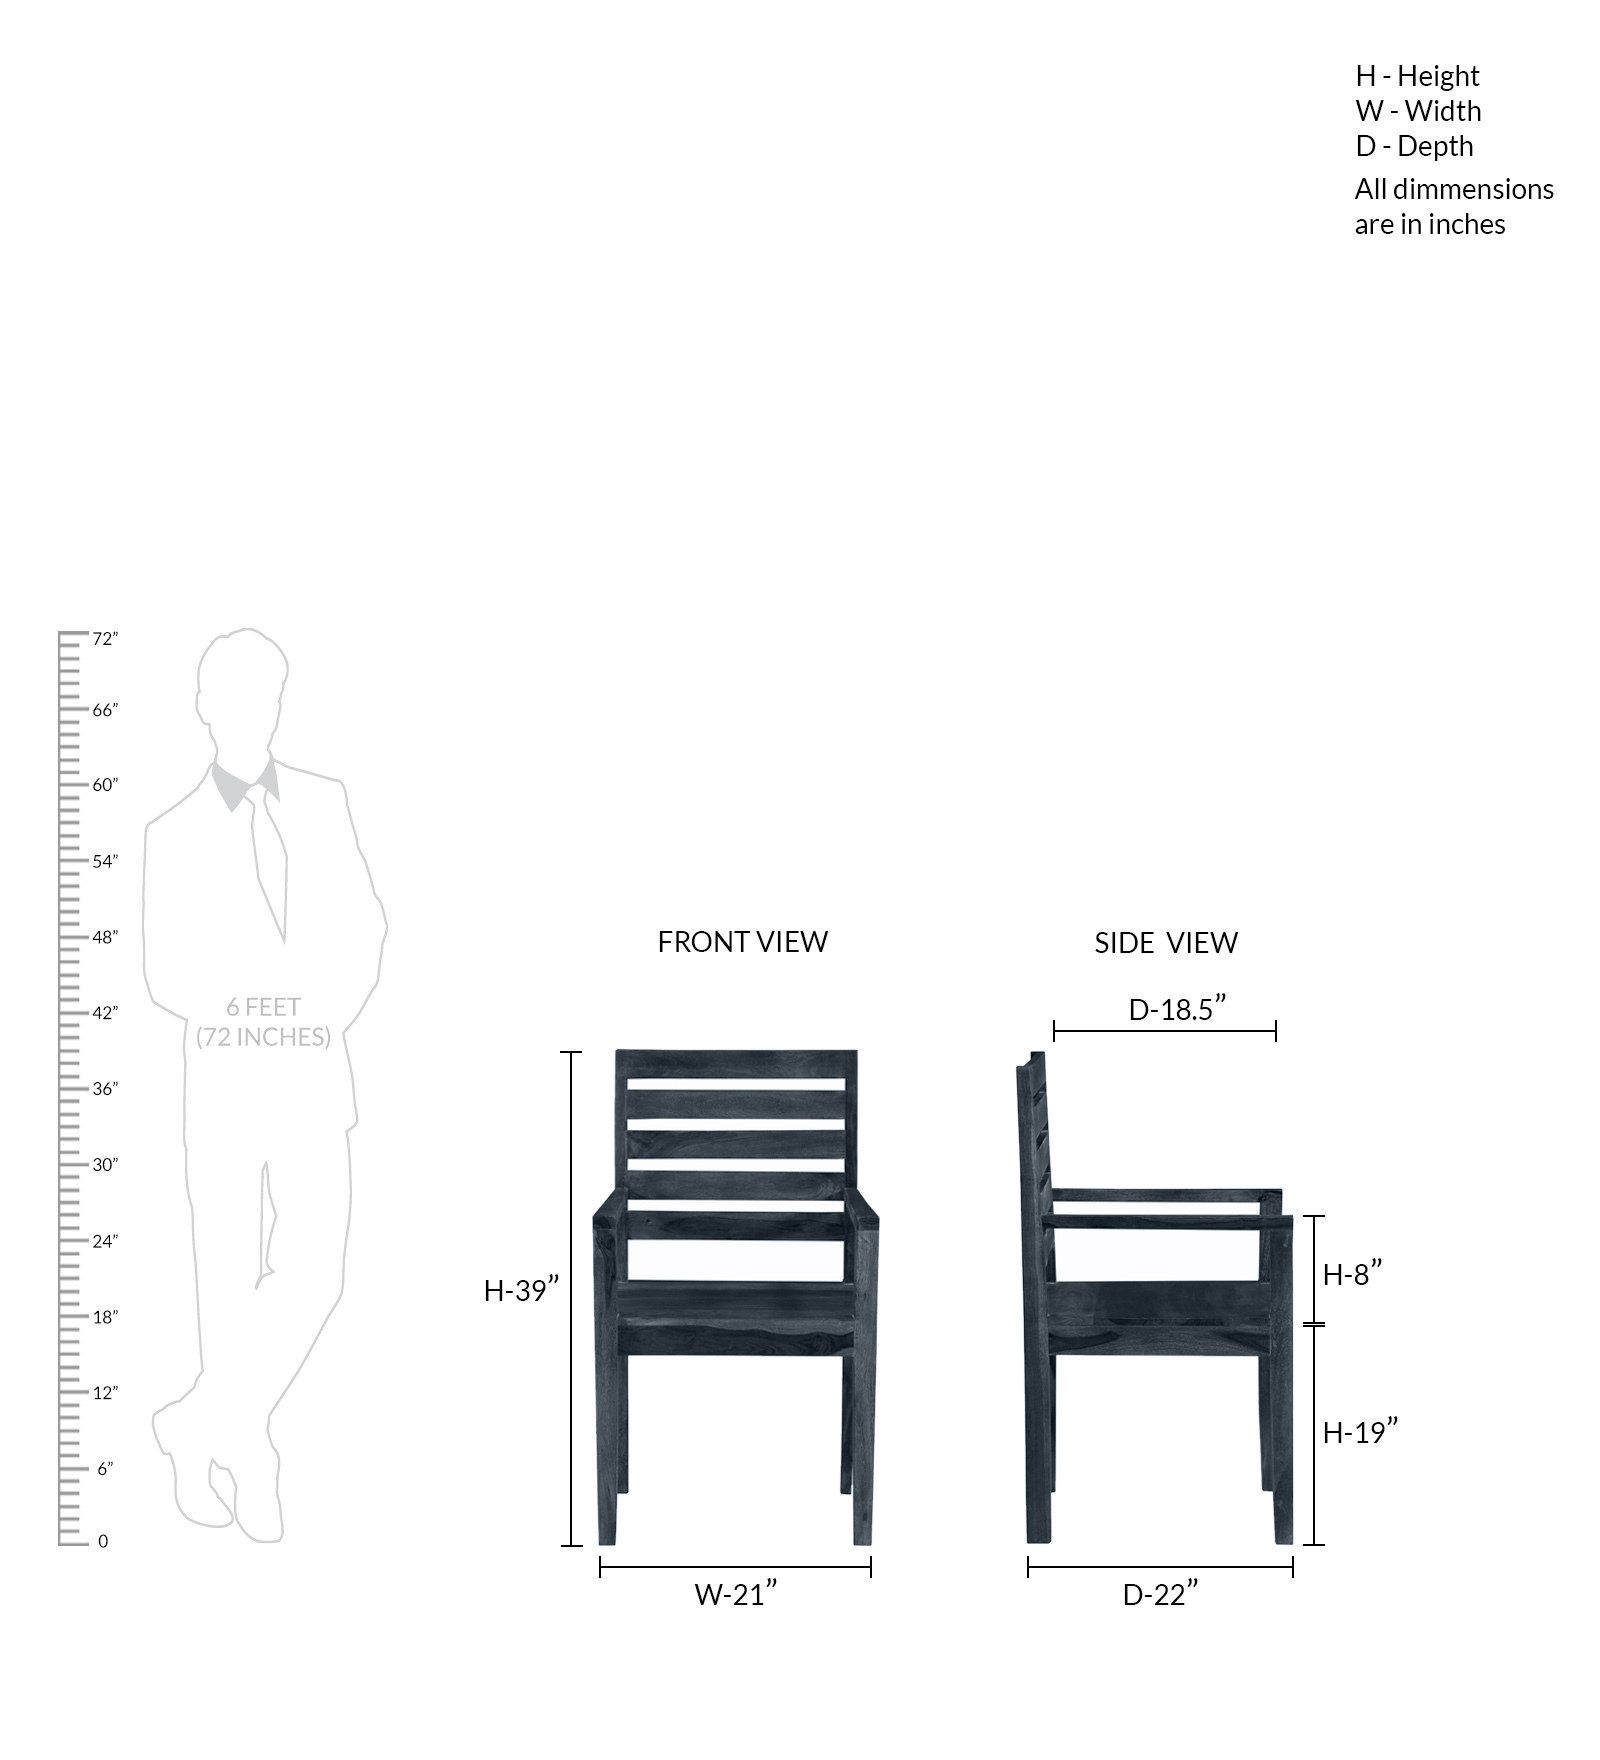 H - Height
W - Width
D - Depth
All dimmensions
are in inches
72”
66”
60”
54”
48”
42”
36”
30”
24”
18”
12”
6”
0
6 FEET
(72 INCHES)
FRONT VIEW
H-39”
W-21”
SIDE VIEW
D-18.5”
H-8”
H-19”
D-22”